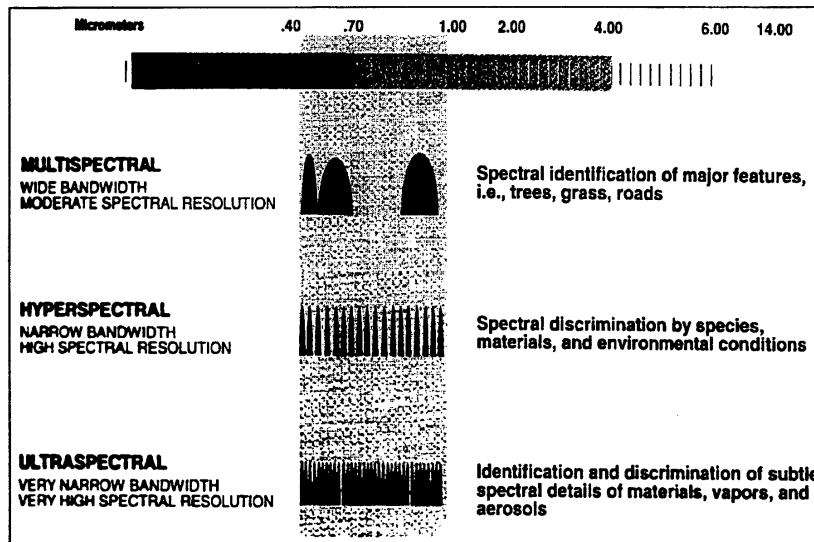 Micrometers .40 .70 1.00 2.00 4.00 6.00 14.00
MULTISPECTRAL
WIDE BANDWIDTH
MODERATE SPECTRAL RESOLUTION
Spectral identification of major features,
i.e., trees, grass, roads
HYPERSPECTRAL
NARROW BANDWIDTH
HIGH SPECTRAL RESOLUTION
Spectral discrimination by species,
materials, and environmental conditions
ULTRASPECTRAL
VERY NARROW BANDWIDTH
VERY HIGH SPECTRAL RESOLUTION
Identification and discrimination of subtle
spectral details of materials, vapors, and
aerosols